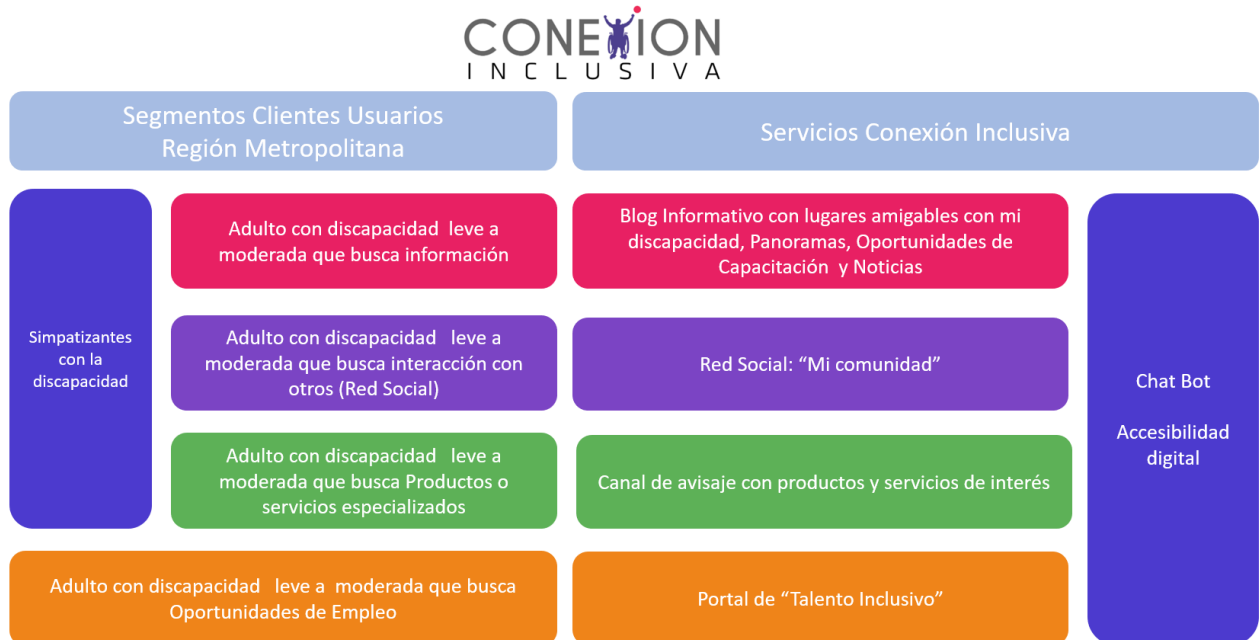 CONEXION
INCLUSIVA
Segmentos Clientes Usuarios
Región Metropolitana
Servicios Conexión Inclusiva
Simpatizantes
con la
discapacidad
Adulto con discapacidad leve a
moderada que busca información
Blog Informativo con lugares amigables con mi
discapacidad, Panoramas, Oportunidades de
Capacitación y Noticias
Adulto con discapacidad leve a
moderada que busca interacción con
otros (Red Social)
Red Social: “Mi comunidad”
Adulto con discapacidad leve a
moderada que busca Productos o
servicios especializados
Canal de avisaje con productos y servicios de interés
Adulto con discapacidad leve a moderada que busca
Oportunidades de Empleo
Portal de “Talento Inclusivo”
Chat Bot
Accesibilidad
digital